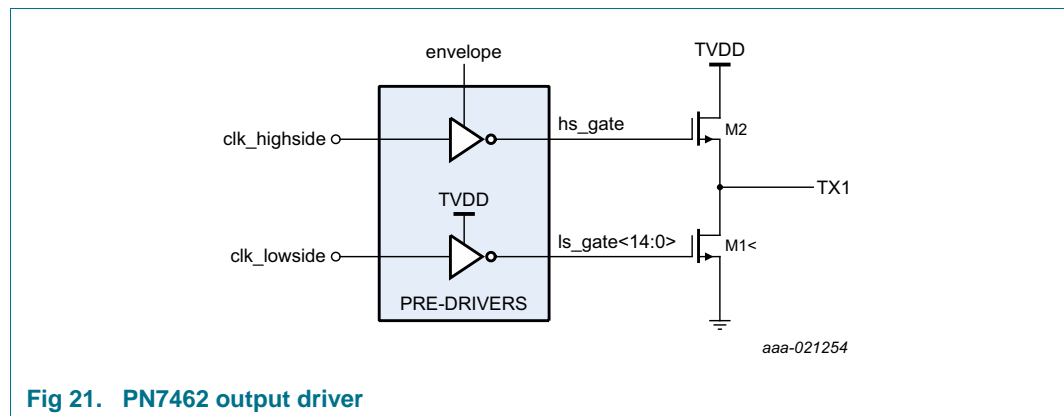 envelope
TVDD
clk_highside
hs_gate
M2
TVDD
TX1
clk_lowside
ls_gate<14:0>
M1<
PRE-DRIVERS
aaa-021254
Fig 21. PN7462 output driver